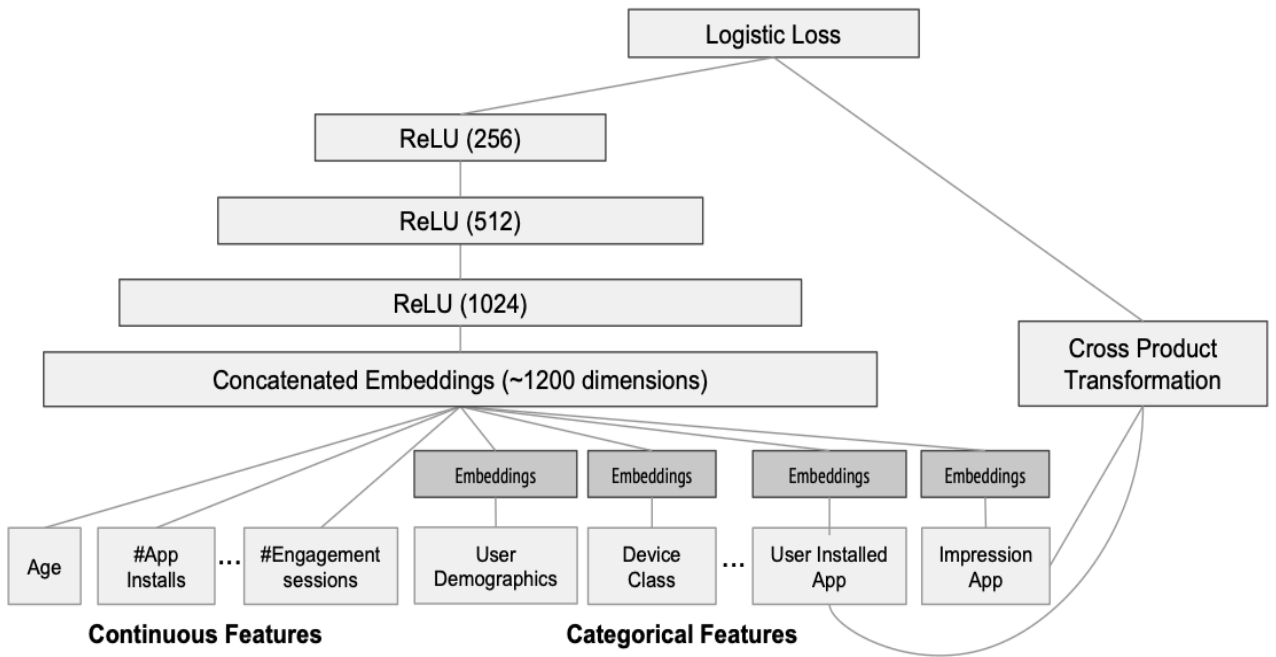 Logistic Loss
ReLU (256)
ReLU (512)
ReLU (1024)
Cross Product
Transformation
Concatenated Embeddings (~1200 dimensions)
Embeddings
Embeddings
Embeddings
Embeddings
Age
#App
Installs
...
#Engagement
sessions
User
Demographics
Device
Class
...
User Installed
App
Impression
App
Continuous Features
Categorical Features